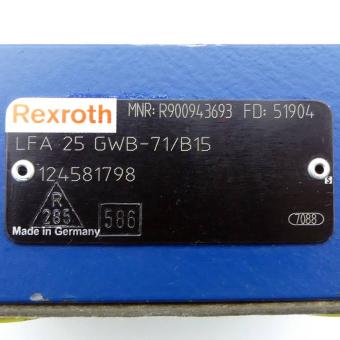 Rexroth MNR: R900943693 FD: 51904
LFA 25 GWB-71/B15
124581798
R
285
586
Made in Germany
7088
S